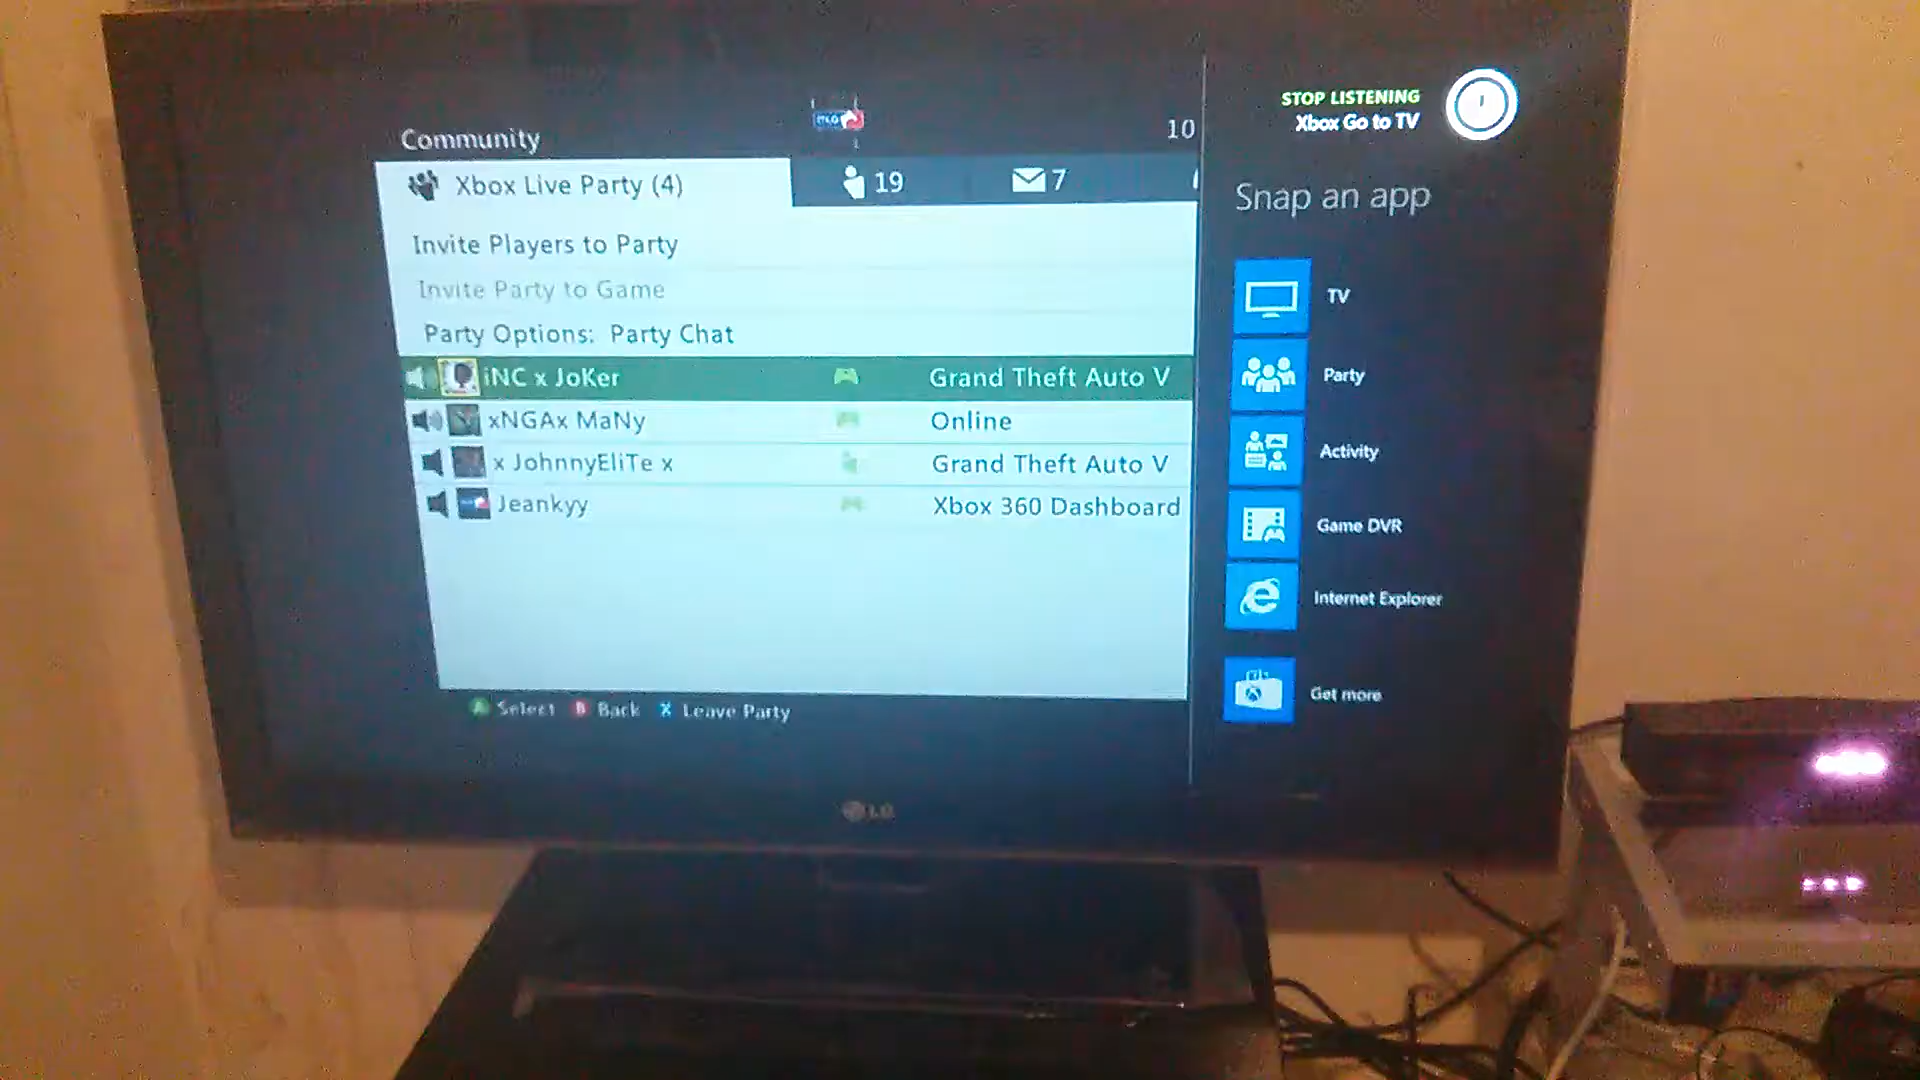 Community
10
Xbox Live Party (4)
19
7
Invite Players to Party
Invite Party to Game
Party Options: Party Chat
iNC x JoKer
Grand Theft Auto V
xNGAx MaNy
Online
x JohnnyEliTe x
Grand Theft Auto V
Jeankyy
Xbox 360 Dashboard
A Select B Back X Leave Party
STOP LISTENING
Xbox Go to TV
Snap an app
TV
Party
Activity
Game DVR
Internet Explorer
Get more
LG